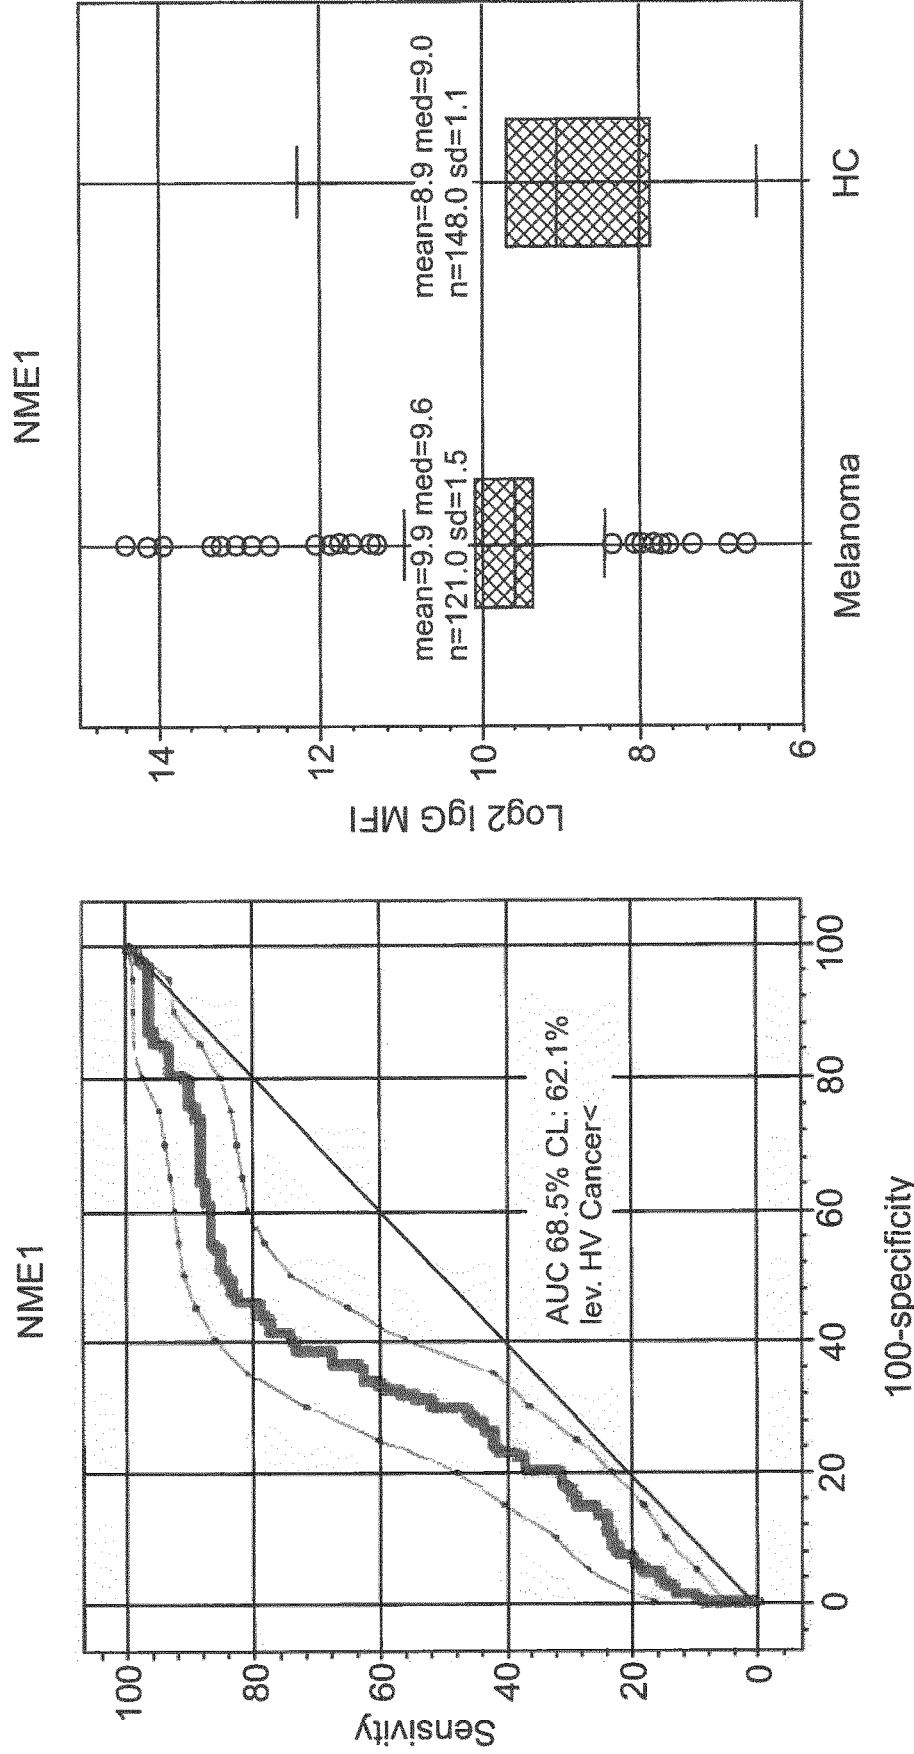 NME1
Sensivity
100
80
60
40
20
0
AUC 68.5% CL: 62.1%
lev. HV Cancer<
0
20
40
60
80
100
100-specificity
NME1
Log2 IgG MFI
14
12
10
8
6
mean=9.9 med=9.6
n=121.0 sd=1.5
mean=8.9 med=9.0
n=148.0 sd=1.1
Melanoma
HC